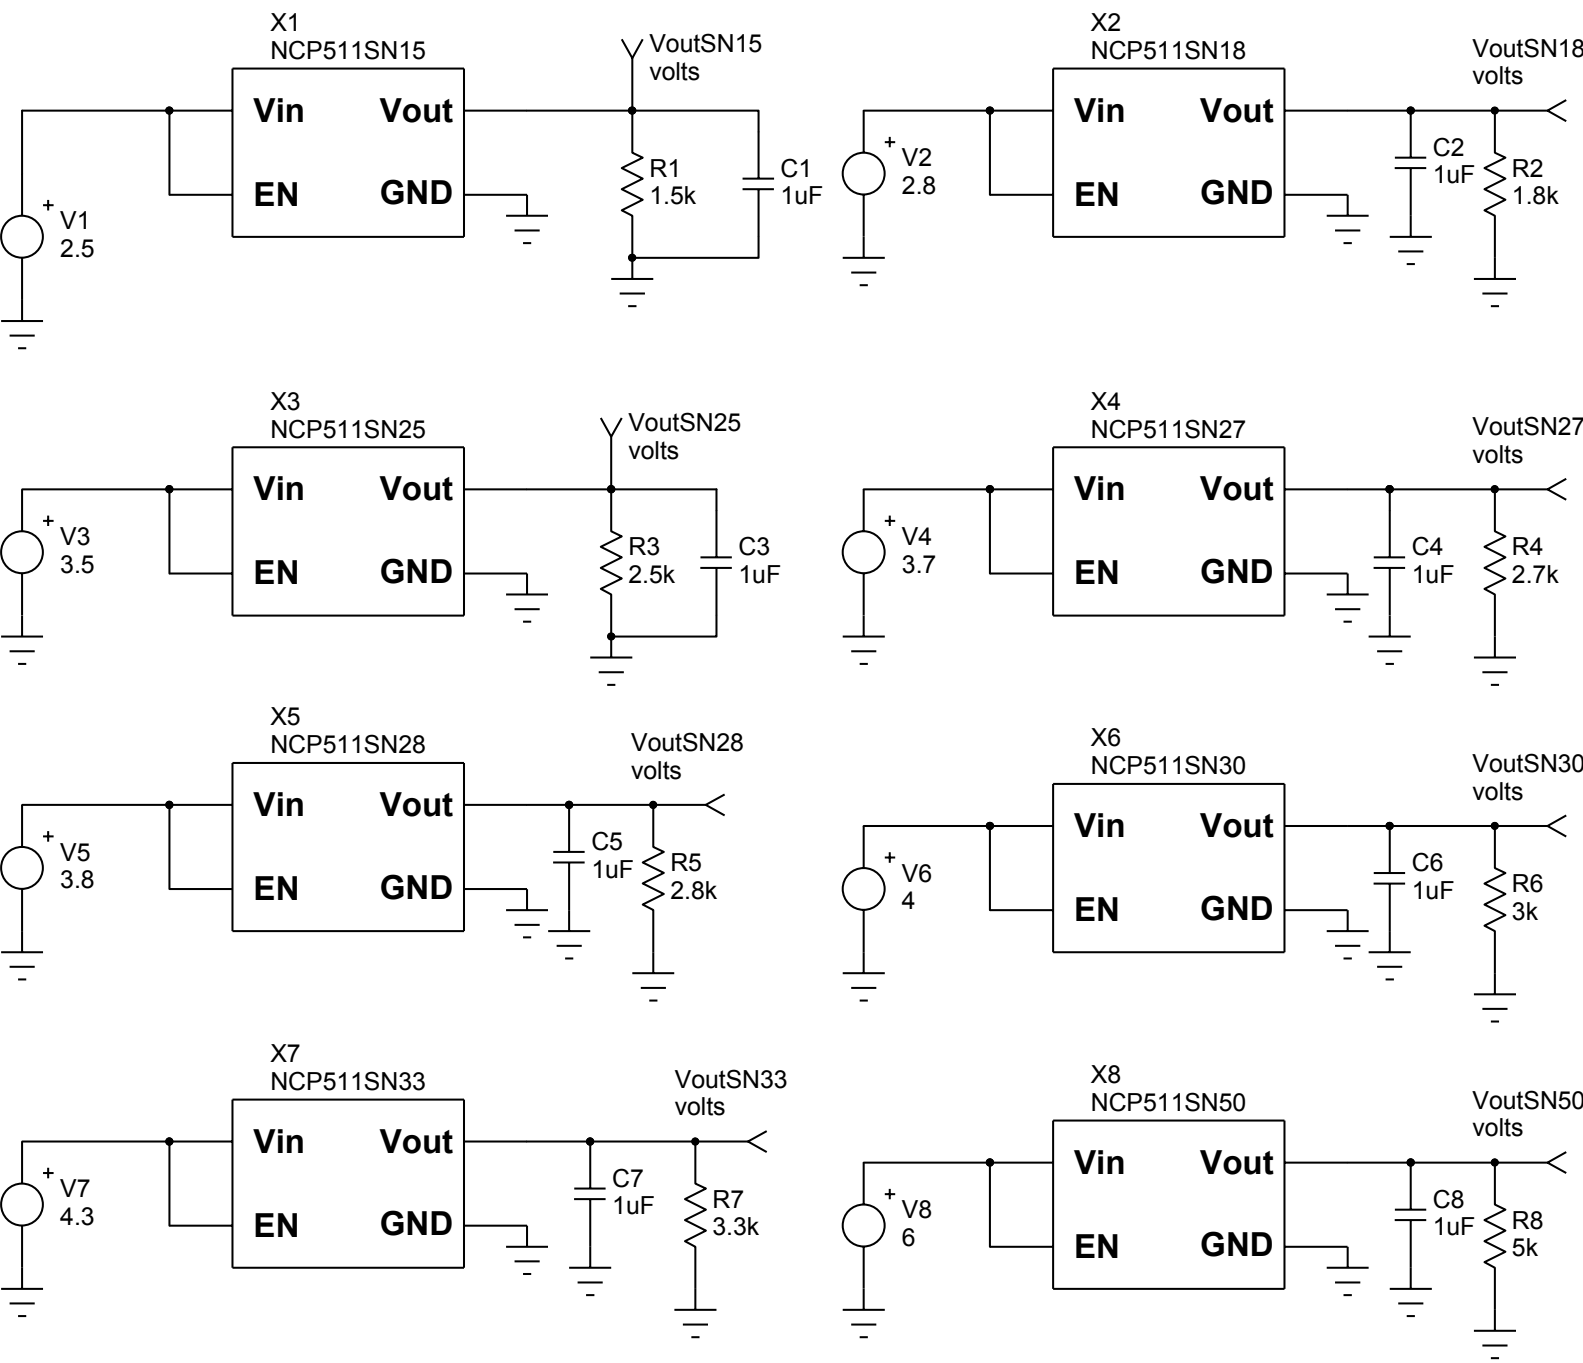 X1
NCP511SN15
VoutSN15
volts
Vin
Vout
EN
GND
+
V1
2.5
R1
1.5k
C1
1uF
X2
NCP511SN18
VoutSN18
volts
Vin
Vout
EN
GND
+
V2
2.8
C2
1uF
R2
1.8k
X3
NCP511SN25
VoutSN25
volts
Vin
Vout
EN
GND
+
V3
3.5
R3
2.5k
C3
1uF
X4
NCP511SN27
VoutSN27
volts
Vin
Vout
EN
GND
+
V4
3.7
C4
1uF
R4
2.7k
X5
NCP511SN28
VoutSN28
volts
Vin
Vout
EN
GND
+
V5
3.8
C5
1uF
R5
2.8k
X6
NCP511SN30
VoutSN30
volts
Vin
Vout
EN
GND
+
V6
4
C6
1uF
R6
3k
X7
NCP511SN33
VoutSN33
volts
Vin
Vout
EN
GND
+
V7
4.3
C7
1uF
R7
3.3k
X8
NCP511SN50
VoutSN50
volts
Vin
Vout
EN
GND
+
V8
6
C8
1uF
R8
5k